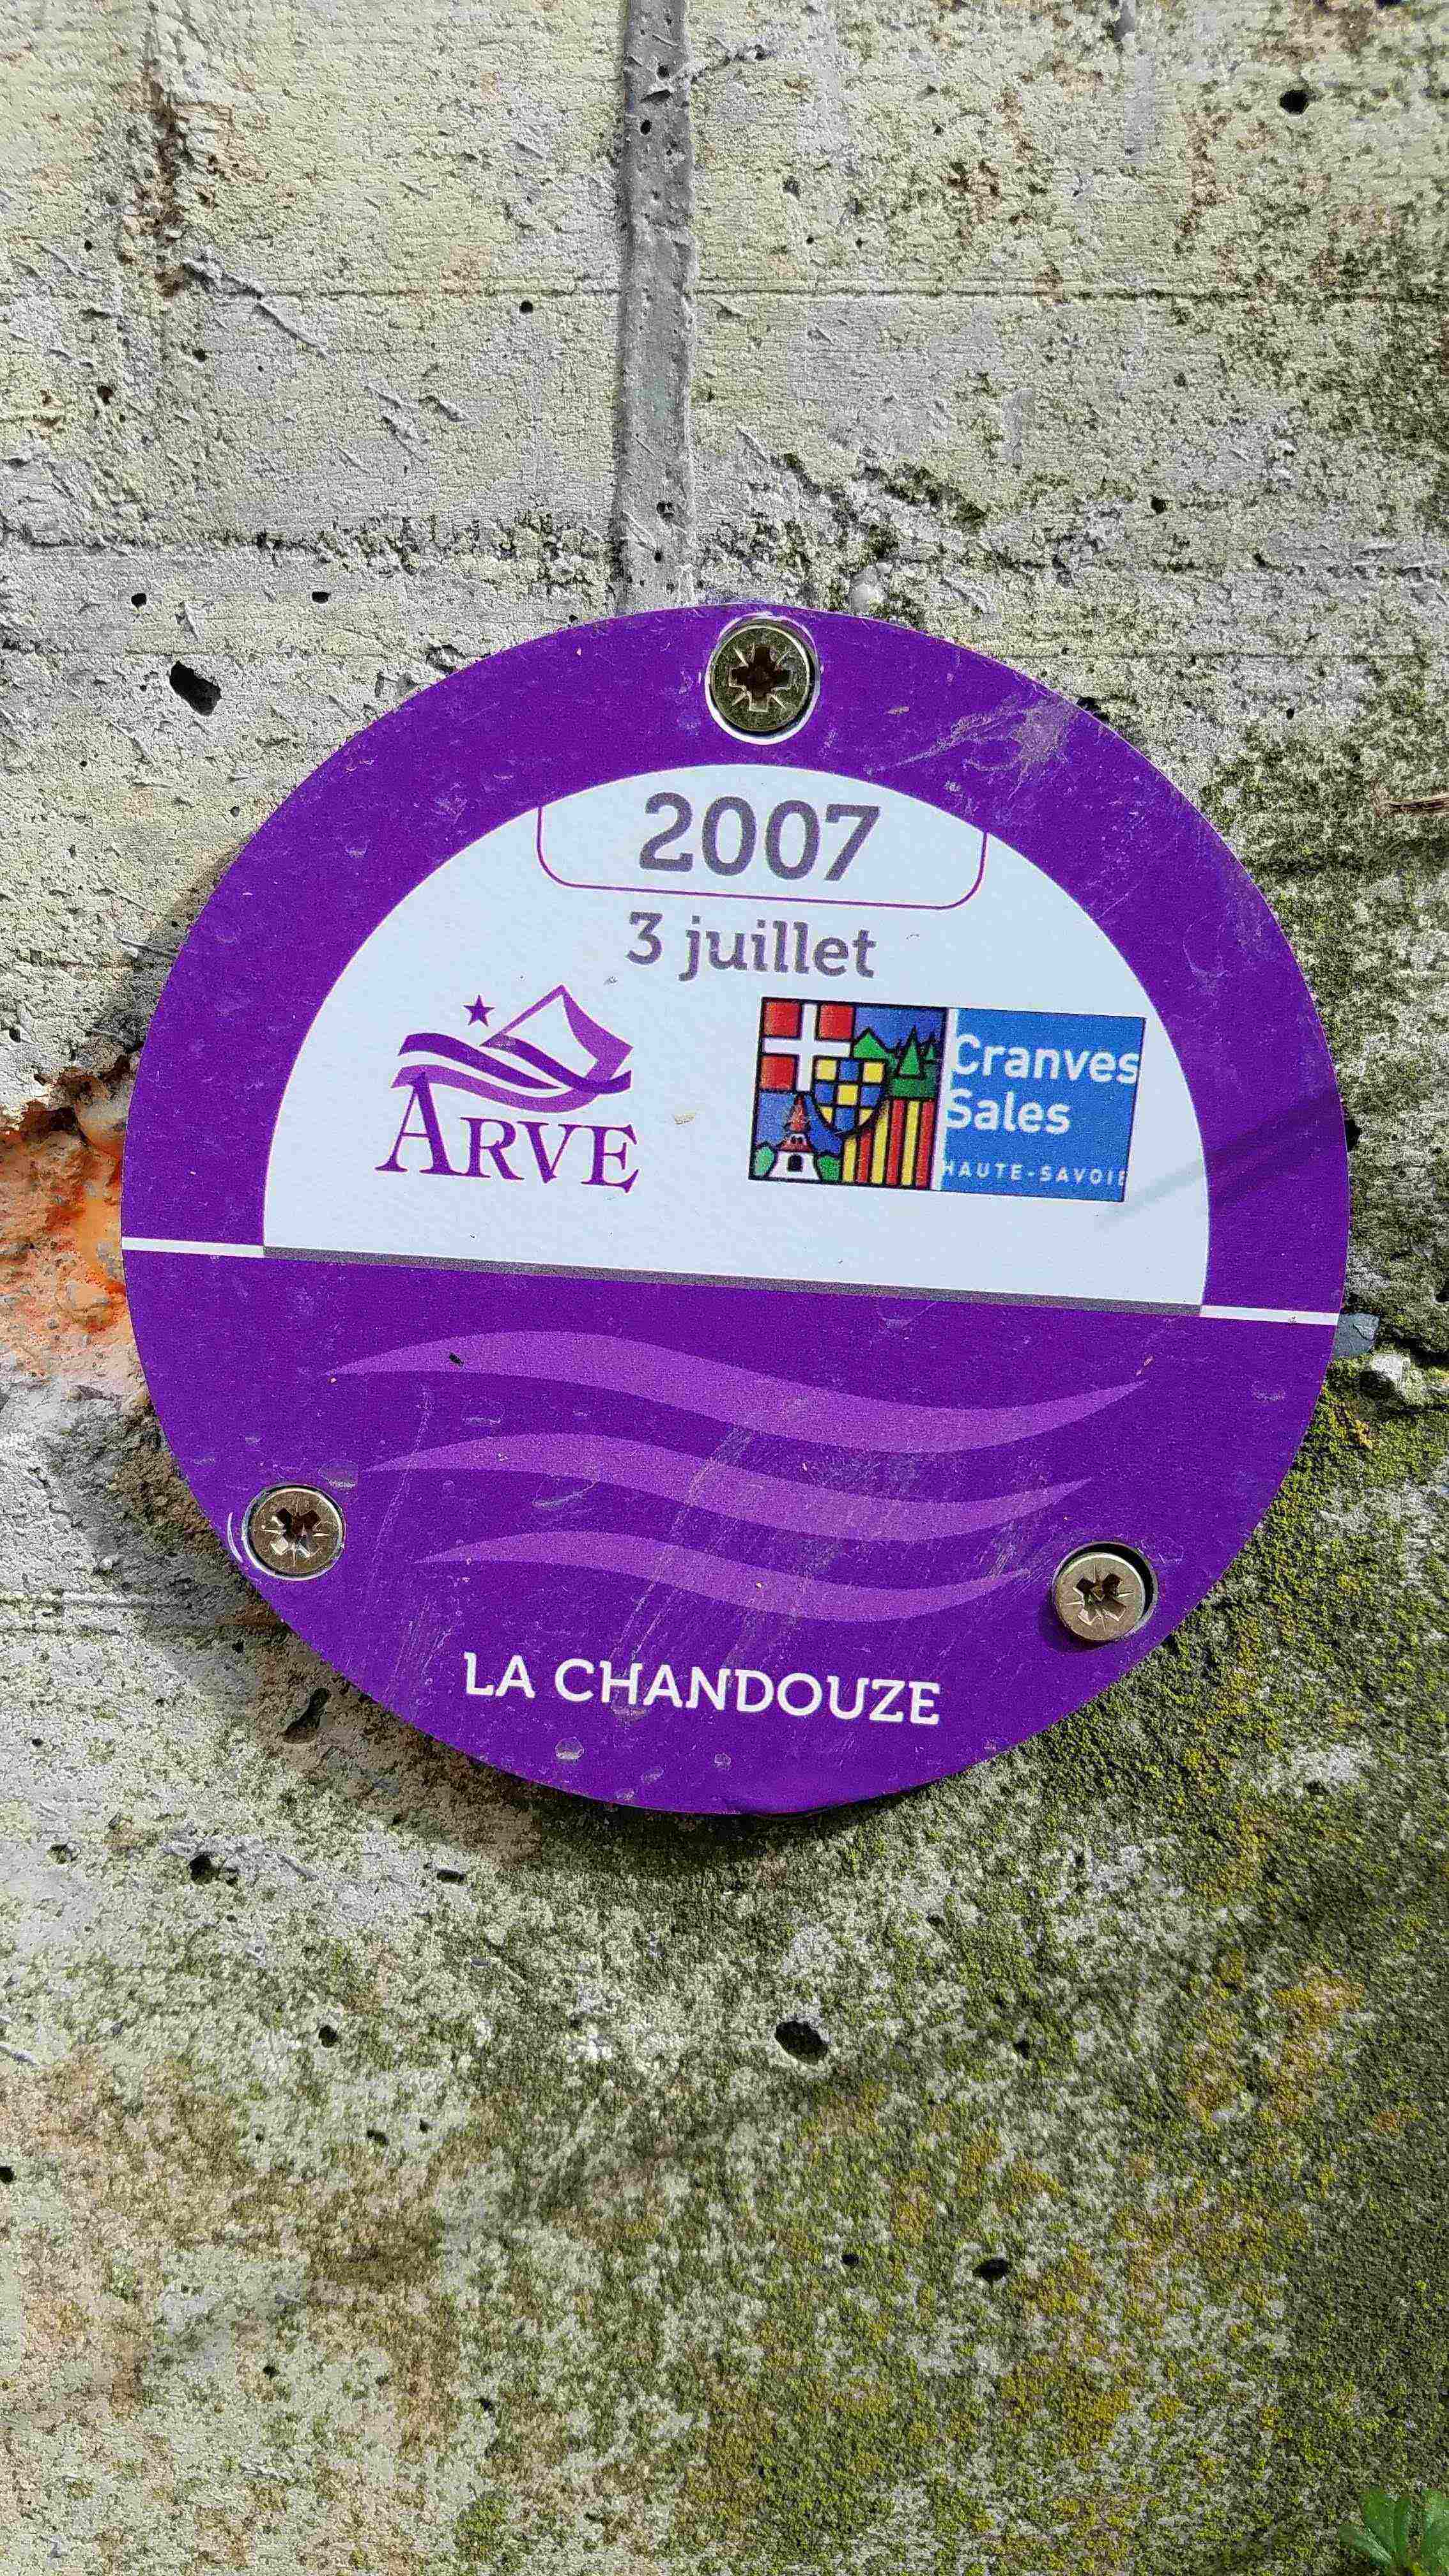 2007
3 juillet
ARVE
Cranves
Sales
HAUTE-SAVOIE
LA CHANDOUZE